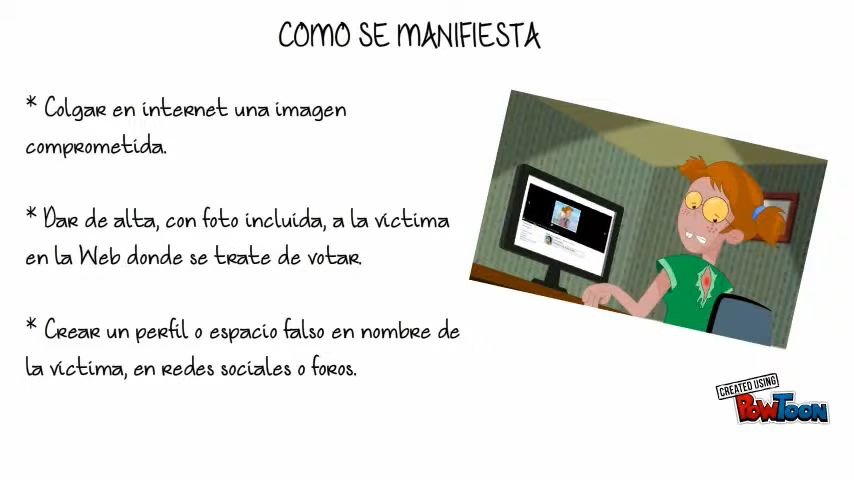 COMO SE MANIFIESTA
* Colgar en internet una imagen
comprometida.
* Dar de alta, con foto incluida, a la víctima
en la Web donde se trate de votar.
* Crear un perfil o espacio falso en nombre de
la víctima, en redes sociales o foros.
CREATED USING
POWTOON